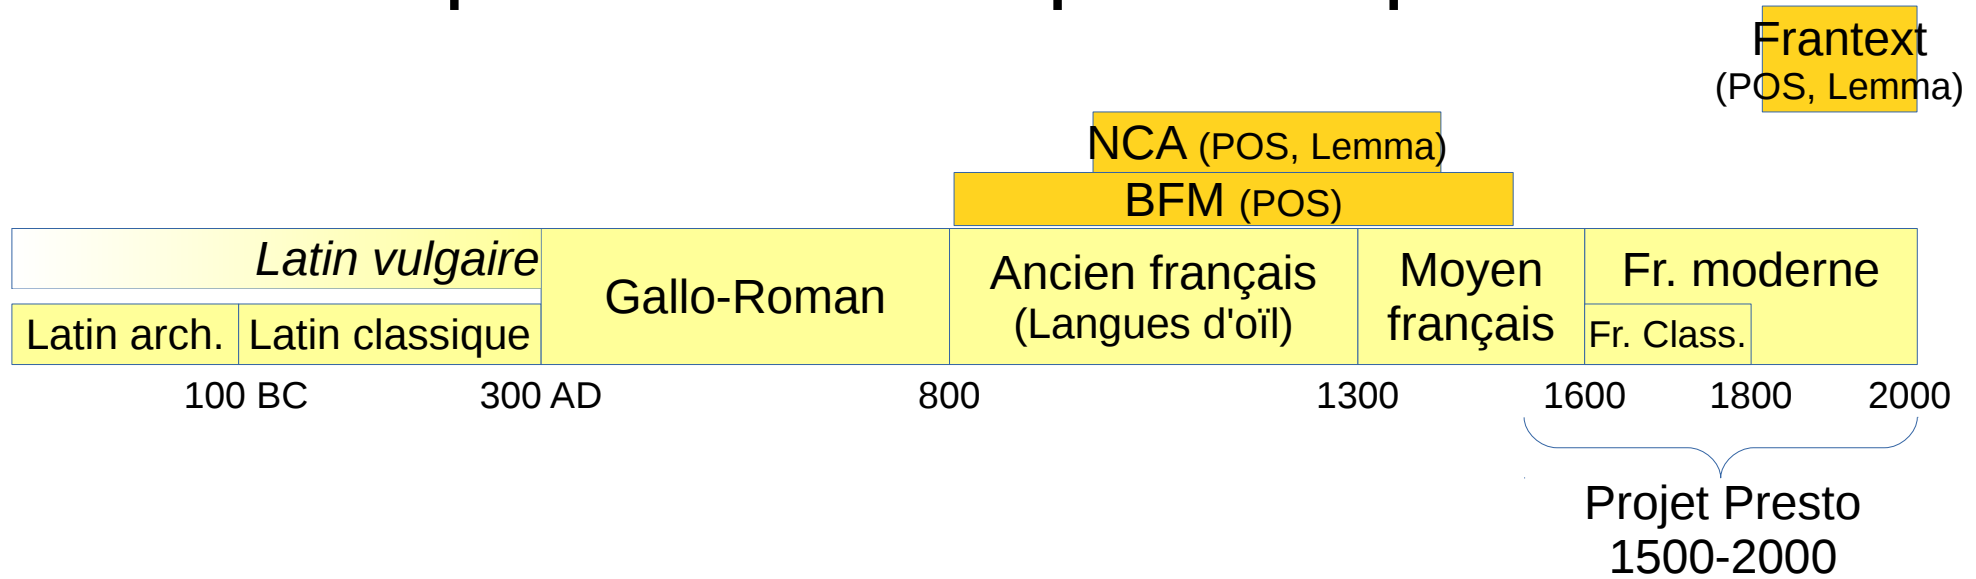 Frantext
(POS, Lemma)
NCA (POS, Lemma)
BFM (POS)
Latin vulgaire
Gallo-Roman
Ancien français
(Langues d'oïl)
Moyen
français
Fr. moderne
Latin arch.
Latin classique
Fr. Class.
100 BC
300 AD
800
1300
1600
1800
2000
Projet Presto
1500-2000